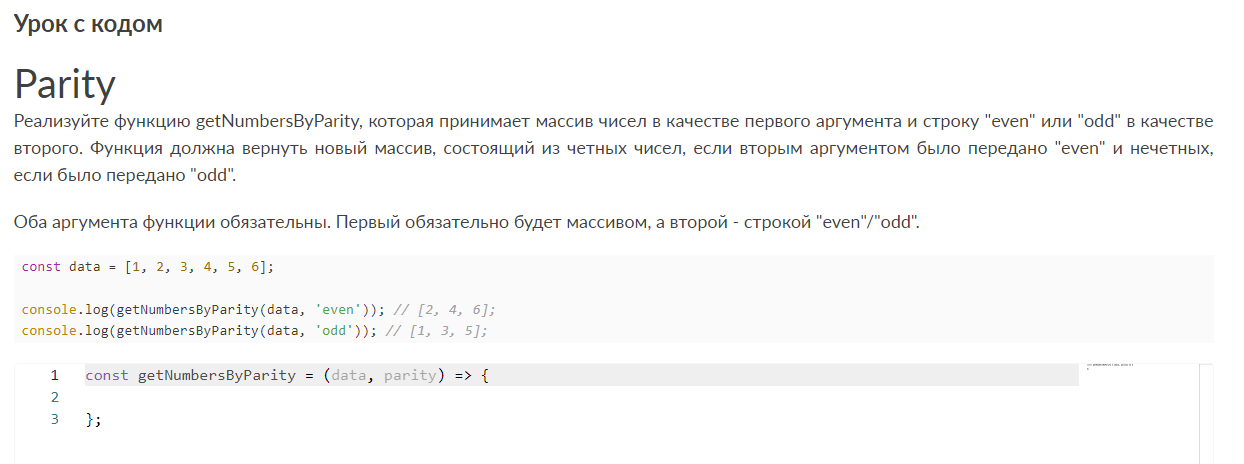 Урок с кодом
Parity
Реализуйте функцию getNumbersByParity, которая принимает массив чисел в качестве первого аргумента и строку "even" или "odd" в качестве
второго. Функция должна вернуть новый массив, состоящий из четных чисел, если вторым аргументом было передано "even" и нечетных,
если было передано "odd".
Оба аргумента функции обязательны. Первый обязательно будет массивом, а второй - строкой "even"/"odd".
const data = [1, 2, 3, 4, 5, 6];
console.log(getNumbersByParity(data, 'even')); // [2, 4, 6];
console.log(getNumbersByParity(data, 'odd')); // [1, 3, 5];
1 const getNumbersByParity = (data, parity) => {
2
3 };